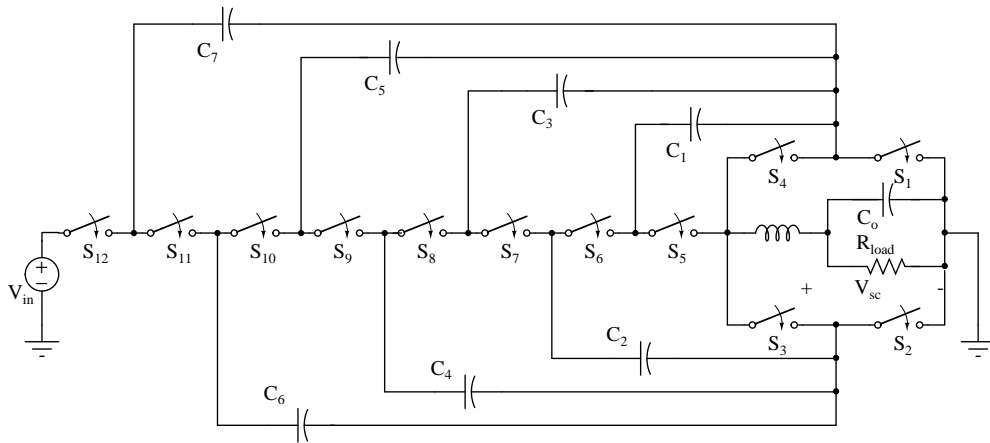 C7
C5
C3
C1
S4
S1
Co
S12
S11
S10
S9
S8
S7
S6
S5
Rload
Vin
+
−
+
Vsc
-
S3
S2
C2
C4
C6
-
-